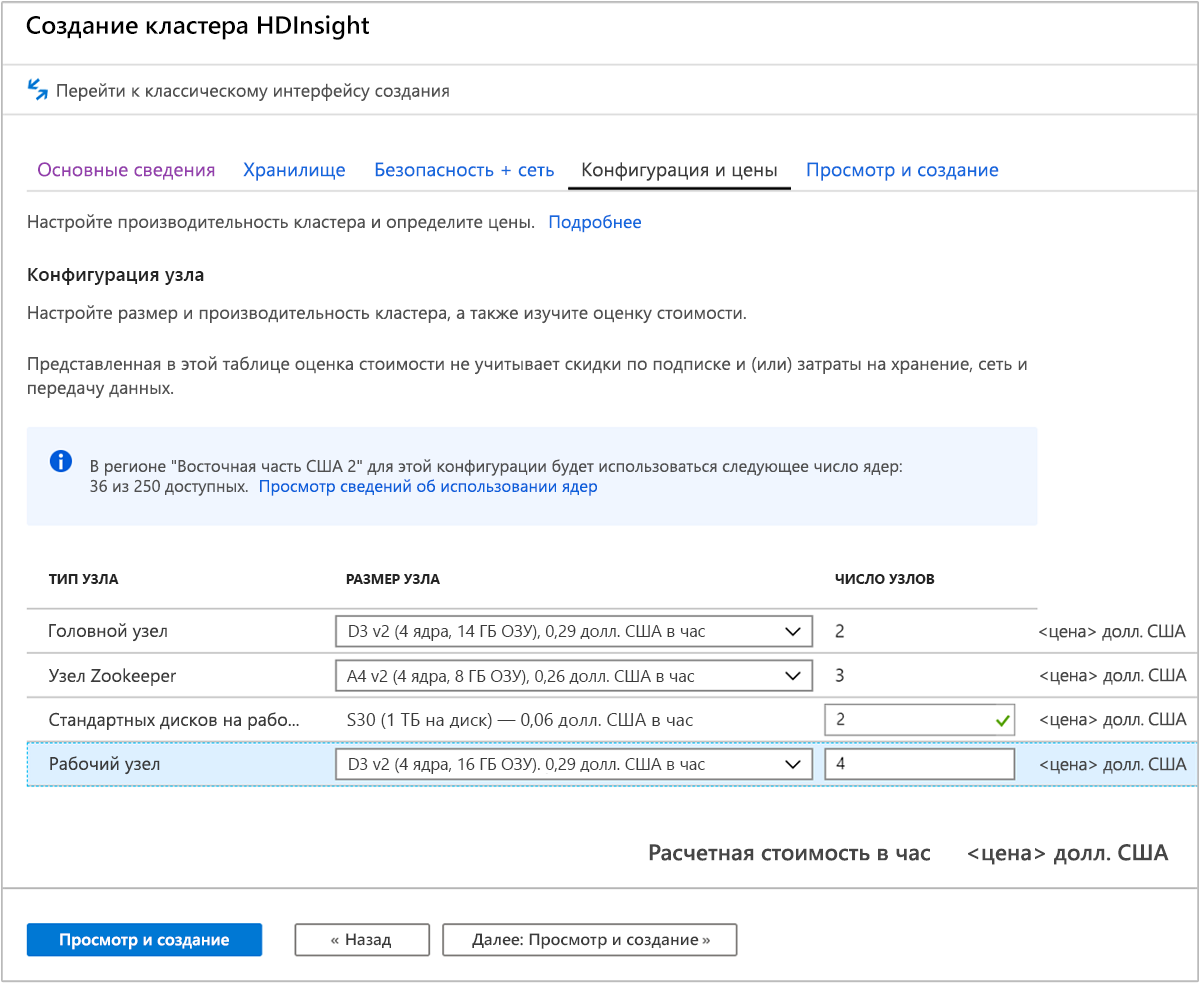 Создание кластера HDInsight
Перейти к классическому интерфейсу создания
Основные сведения Хранилище Безопасность + сеть Конфигурация и цены Просмотр и создание
Настройте производительность кластера и определите цены. Подробнее
Конфигурация узла
Настройте размер и производительность кластера, а также изучите оценку стоимости.
Представленная в этой таблице оценка стоимости не учитывает скидки по подписке и (или) затраты на хранение, сеть и
передачу данных.
В регионе "Восточная часть США 2" для этой конфигурации будет использоваться следующее число ядер:
36 из 250 доступных. Просмотр сведений об использовании ядер
ТИП УЗЛА РАЗМЕР УЗЛА ЧИСЛО УЗЛОВ
Головной узел D3 v2 (4 ядра, 14 ГБ ОЗУ), 0,29 долл. США в час 2 <цена> долл. США
Узел Zookeeper A4 v2 (4 ядра, 8 ГБ ОЗУ), 0,26 долл. США в час 3 <цена> долл. США
Стандартных дисков на рабо... S30 (1 ТБ на диск) — 0,06 долл. США в час 2 <цена> долл. США
Рабочий узел D3 v2 (4 ядра, 16 ГБ ОЗУ). 0,29 долл. США в час 4 <цена> долл. США
Расчетная стоимость в час <цена> долл. США
Просмотр и создание « Назад Далее: Просмотр и создание »